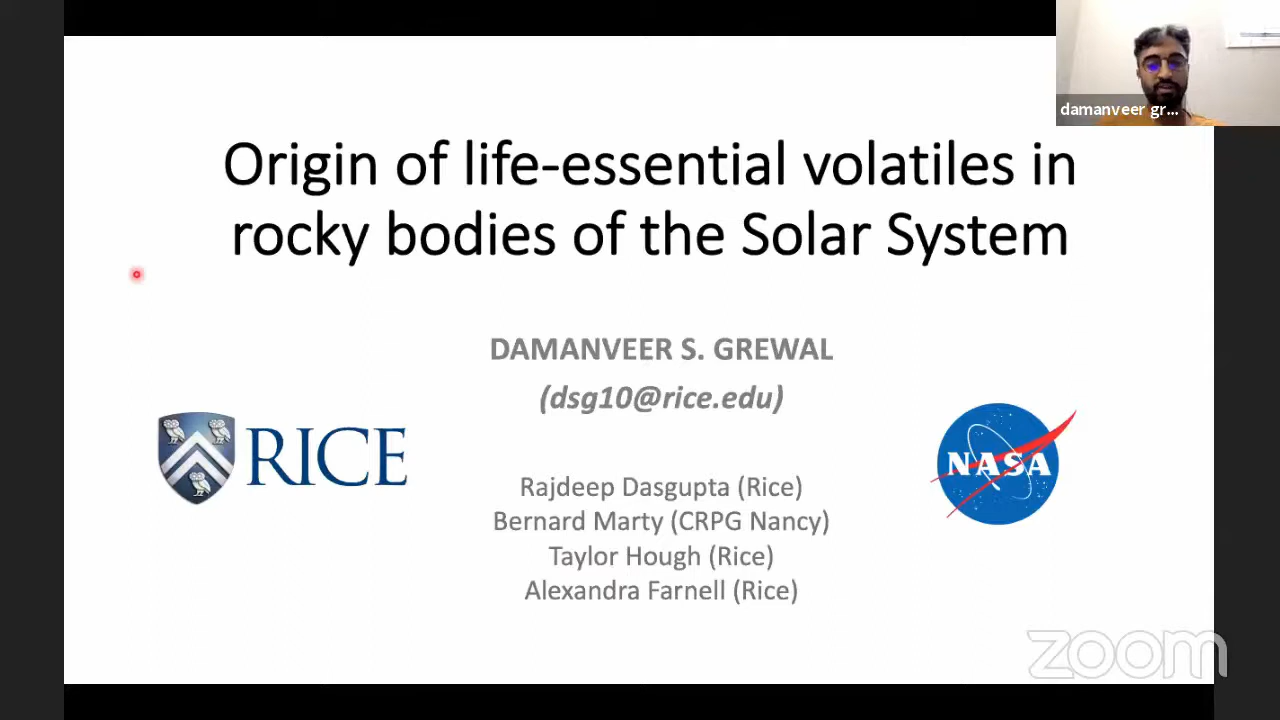 damanveer gr...
Origin of life-essential volatiles in
rocky bodies of the Solar System
DAMANVEER S. GREWAL
(dsg10@rice.edu)
RICE
NASA
Rajdeep Dasgupta (Rice)
Bernard Marty (CRPG Nancy)
Taylor Hough (Rice)
Alexandra Farnell (Rice)
zoom